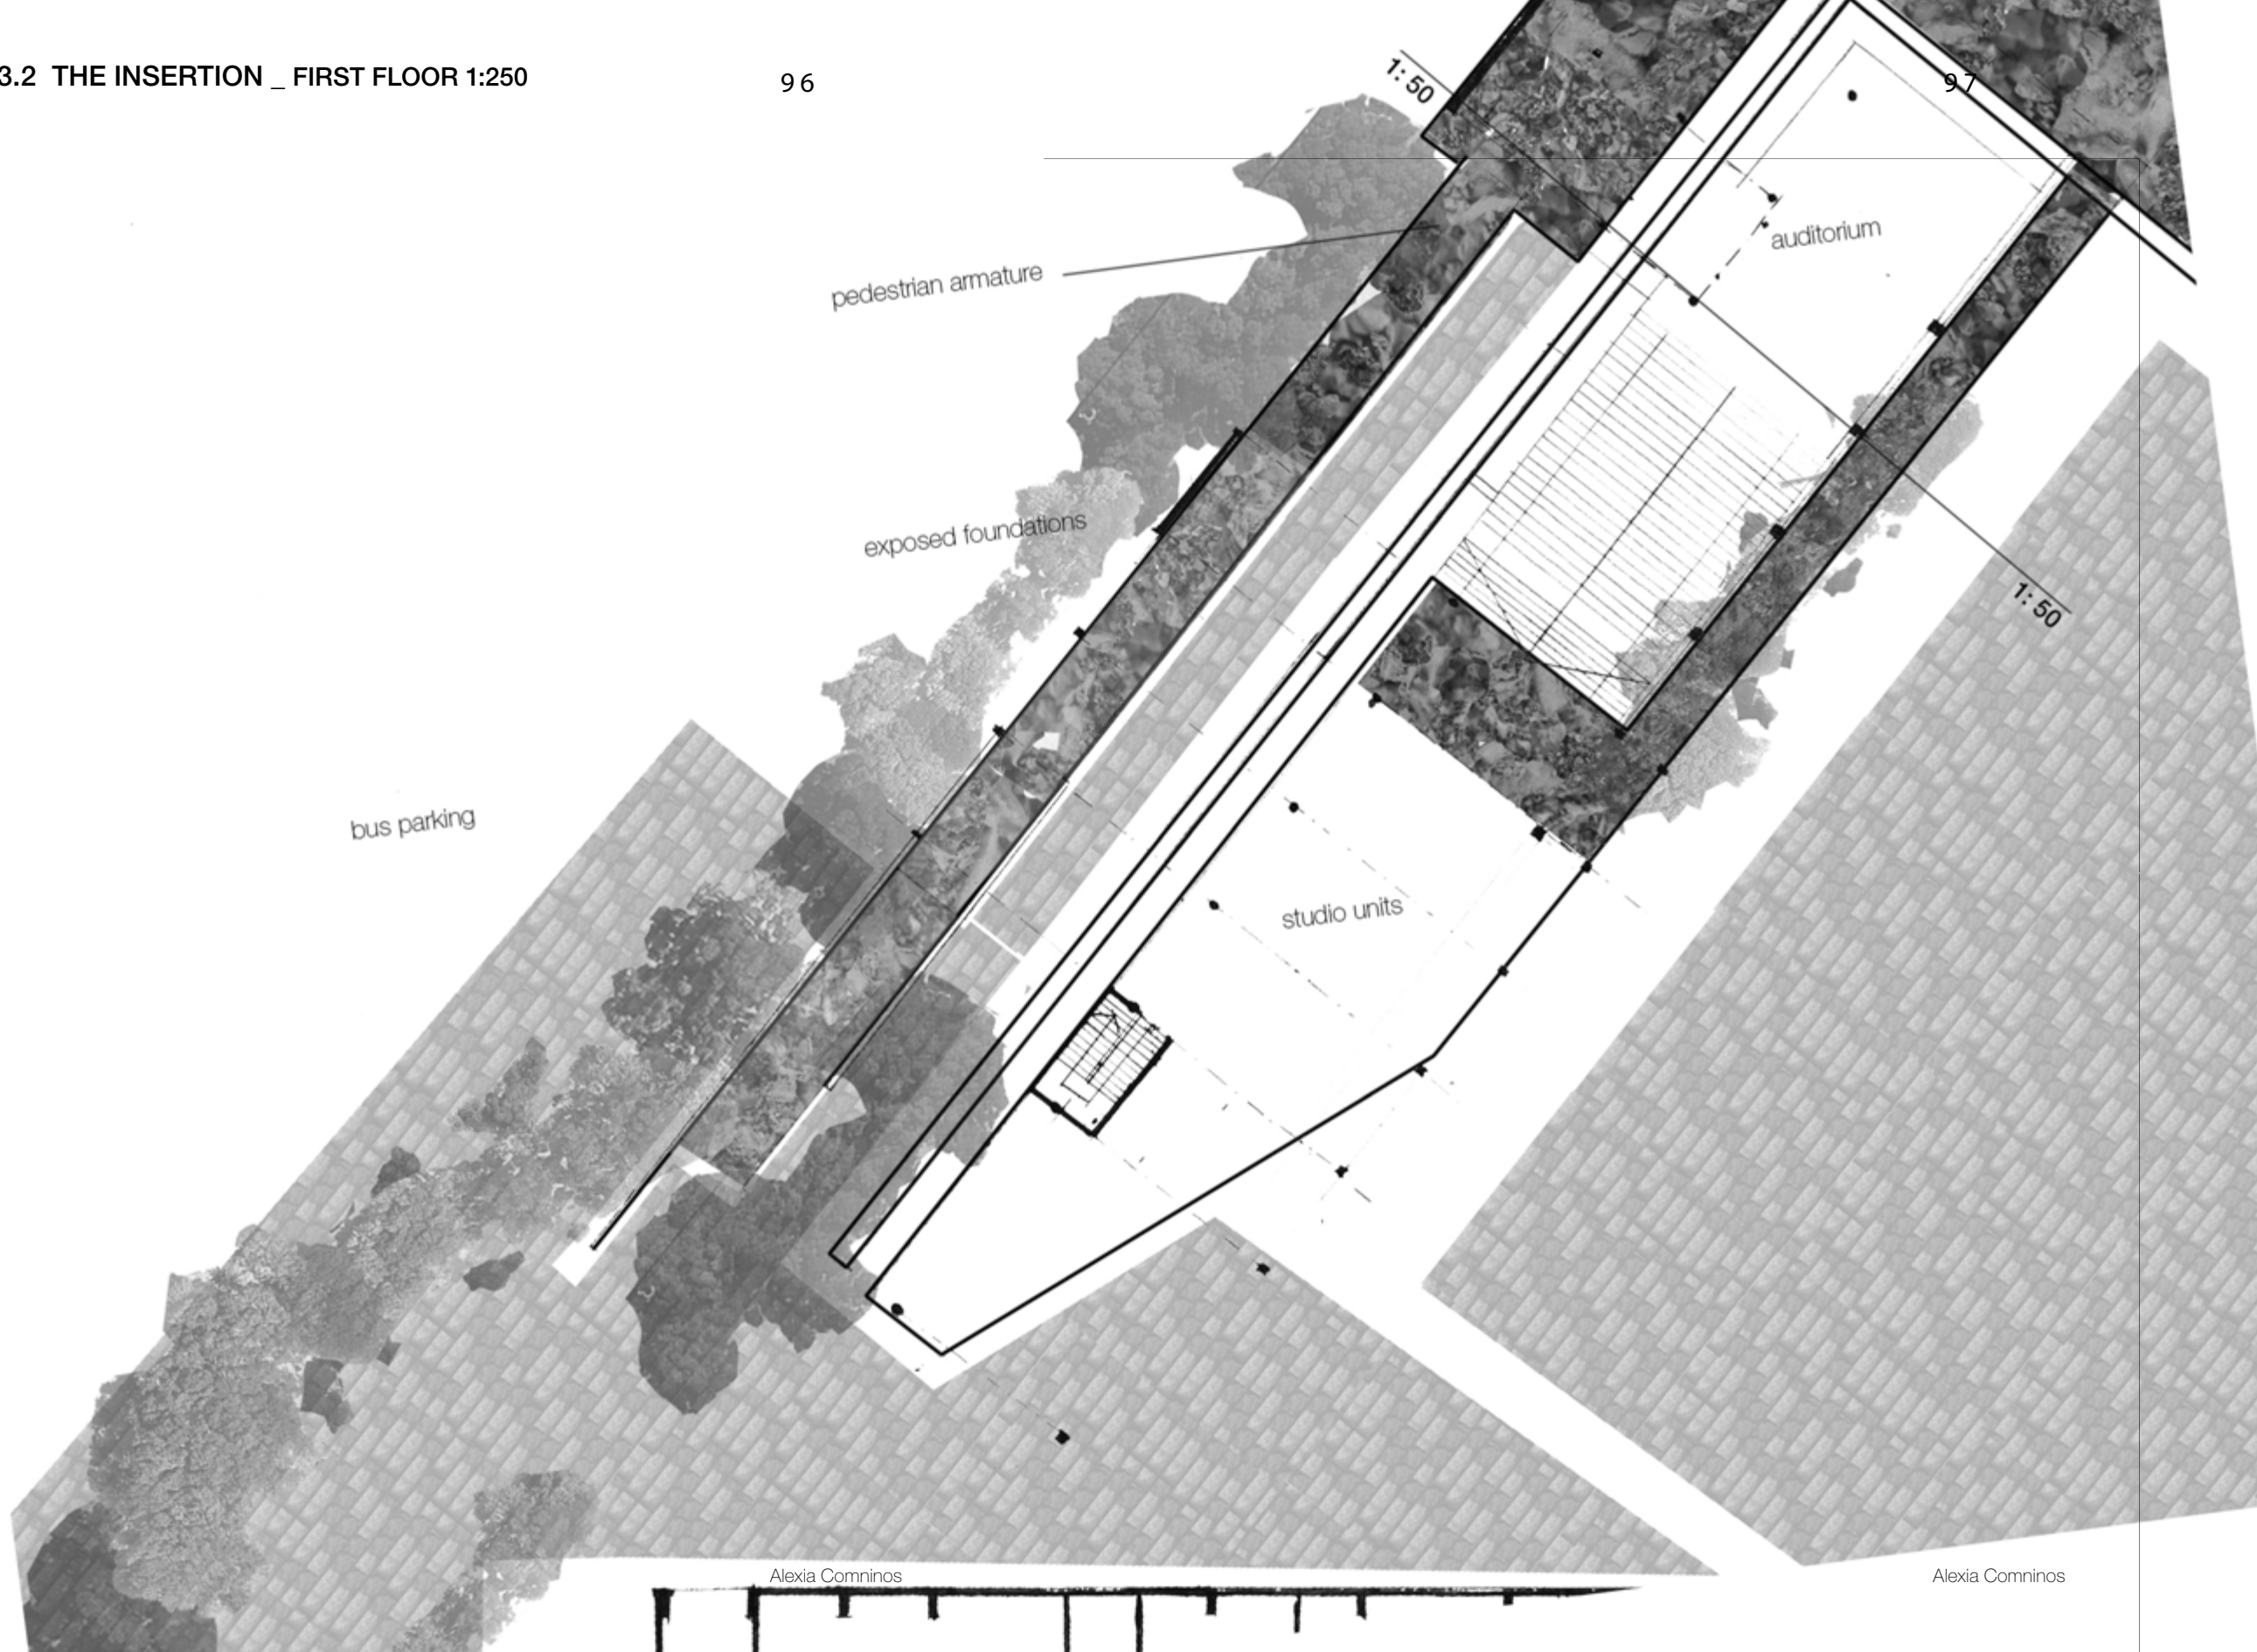 3.2 THE INSERTION _ FIRST FLOOR 1:250
96
97
1: 50
auditorium
pedestrian armature
exposed foundations
1: 50
bus parking
studio units
Alexia Comninos
Alexia Comninos